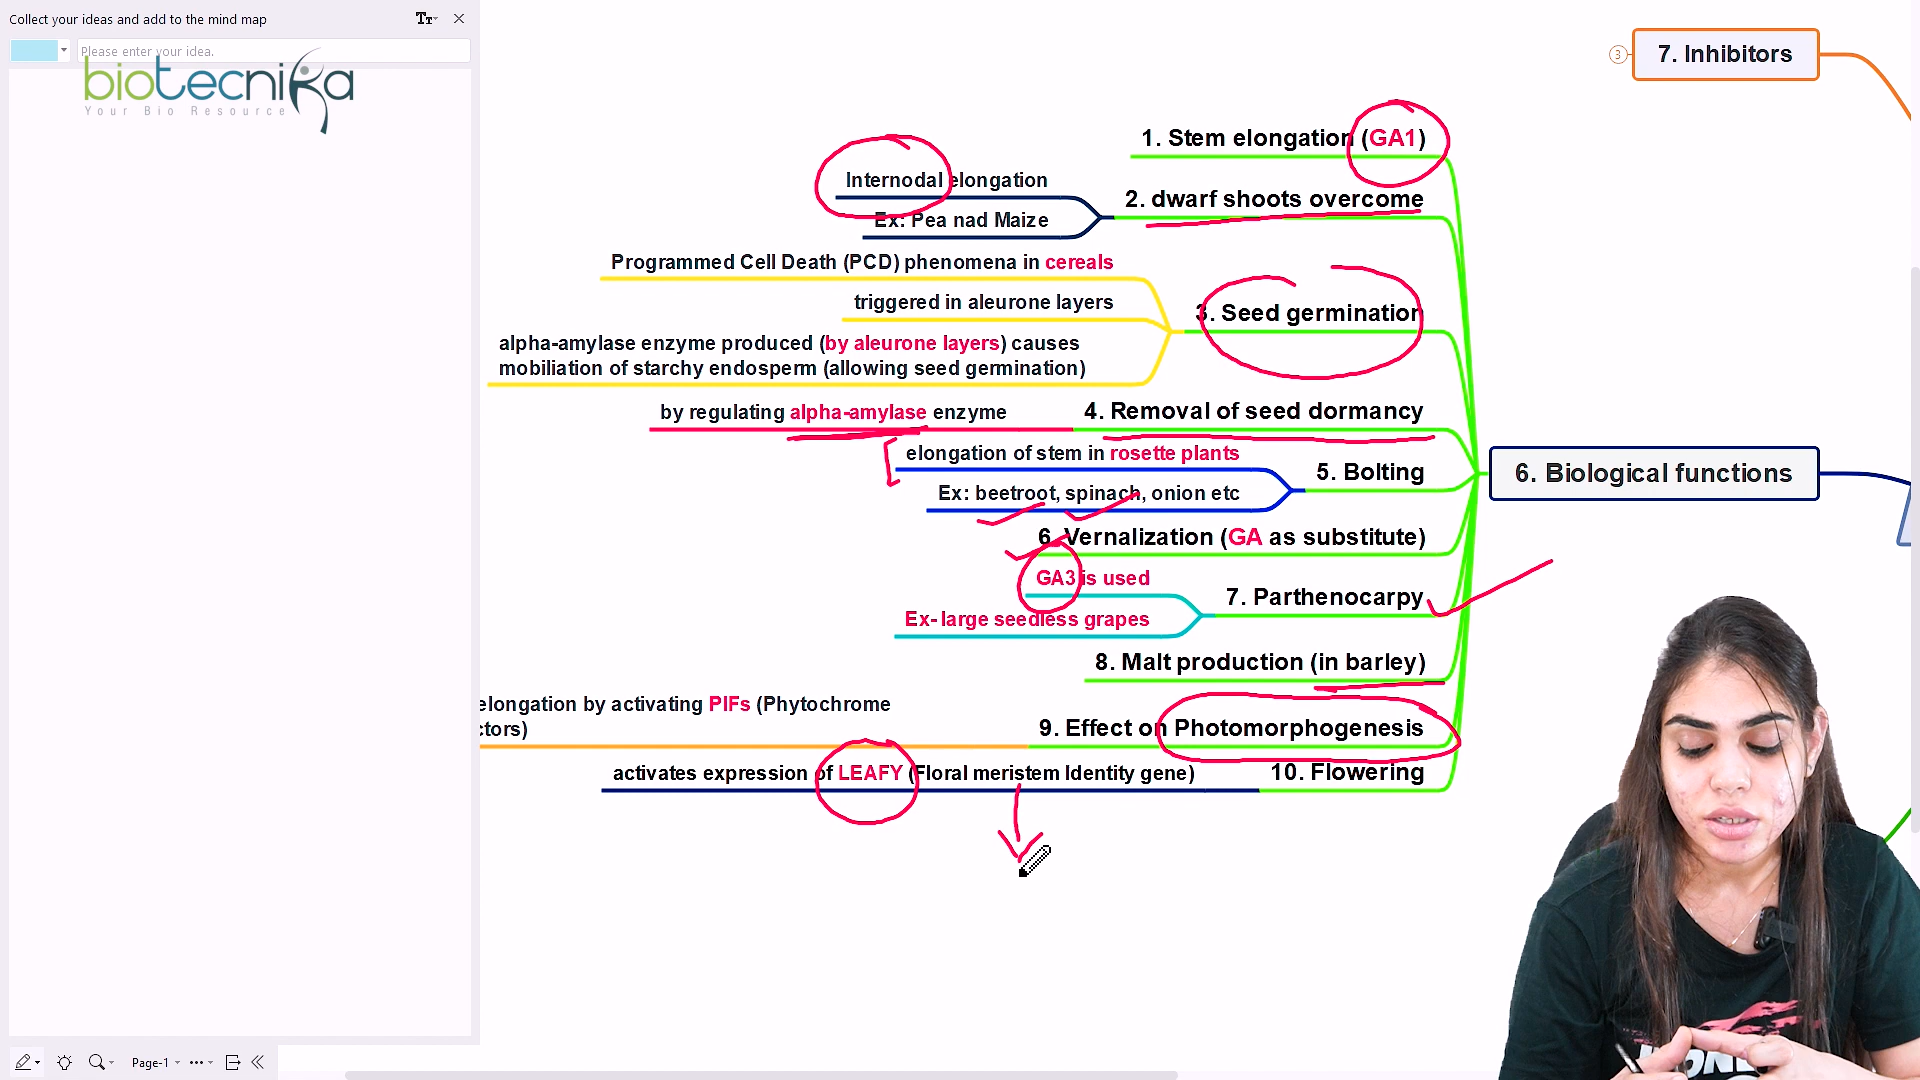 Collect your ideas and add to the mind map
Tт
Please enter your idea.
biotecnika
Your Bio Resource
3
7. Inhibitors
1. Stem elongation (GA1)
Internodal elongation
2. dwarf shoots overcome
Ex: Pea nad Maize
Programmed Cell Death (PCD) phenomena in cereals
triggered in aleurone layers
3. Seed germination
alpha-amylase enzyme produced (by aleurone layers) causes
mobiliation of starchy endosperm (allowing seed germination)
by regulating alpha-amylase enzyme
4. Removal of seed dormancy
elongation of stem in rosette plants
5. Bolting
6. Biological functions
Ex: beetroot, spinach, onion etc
6. Vernalization (GA as substitute)
GA3 is used
7. Parthenocarpy
Ex- large seedless grapes
8. Malt production (in barley)
elongation by activating PIFs (Phytochrome
ctors)
9. Effect on Photomorphogenesis
activates expression of LEAFY (Floral meristem Identity gene)
10. Flowering
Page-1